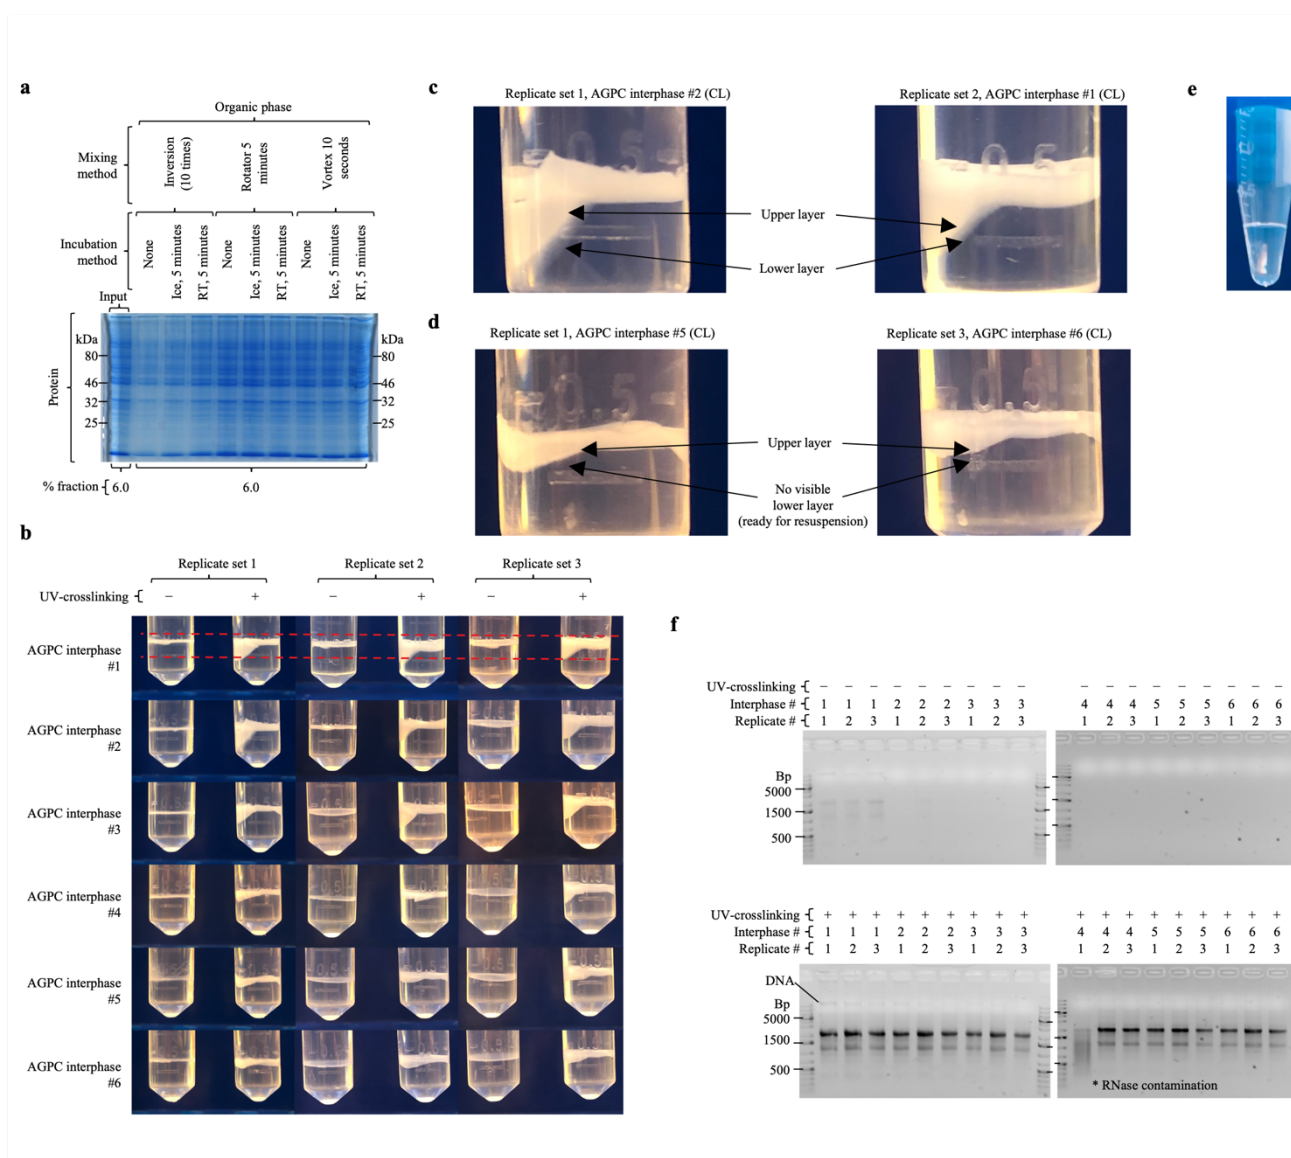 a
Organic phase
Mixing
method
Inversion
(10 times)
Rotator 5
minutes
Vortex 10
seconds
Incubation
method
None
Ice, 5 minutes
RT, 5 minutes
None
Ice, 5 minutes
RT, 5 minutes
None
Ice, 5 minutes
RT, 5 minutes
Input
Protein
kDa
80
46
32
25
kDa
80
46
32
25
% fraction
6.0
6.0
b
Replicate set 1
Replicate set 2
Replicate set 3
UV-crosslinking
− + − + − +
AGPC interphase
#1
AGPC interphase
#2
AGPC interphase
#3
AGPC interphase
#4
AGPC interphase
#5
AGPC interphase
#6
c
Replicate set 1, AGPC interphase #2 (CL)
Replicate set 2, AGPC interphase #1 (CL)
Upper layer
Lower layer
d
Replicate set 1, AGPC interphase #5 (CL)
Replicate set 3, AGPC interphase #6 (CL)
0.5
0.5
Upper layer
No visible
lower layer
(ready for resuspension)
e
f
UV-crosslinking − − − − − − − − −
Interphase # 1 1 1 2 2 2 3 3 3
Replicate # 1 2 3 1 2 3 1 2 3
− − − − − − − − −
4 4 4 5 5 5 6 6 6
1 2 3 1 2 3 1 2 3
Bp
5000
1500
500
UV-crosslinking + + + + + + + + +
Interphase # 1 1 1 2 2 2 3 3 3
Replicate # 1 2 3 1 2 3 1 2 3
+ + + + + + + + +
4 4 4 5 5 5 6 6 6
1 2 3 1 2 3 1 2 3
DNA
Bp
5000
1500
500
* RNase contamination